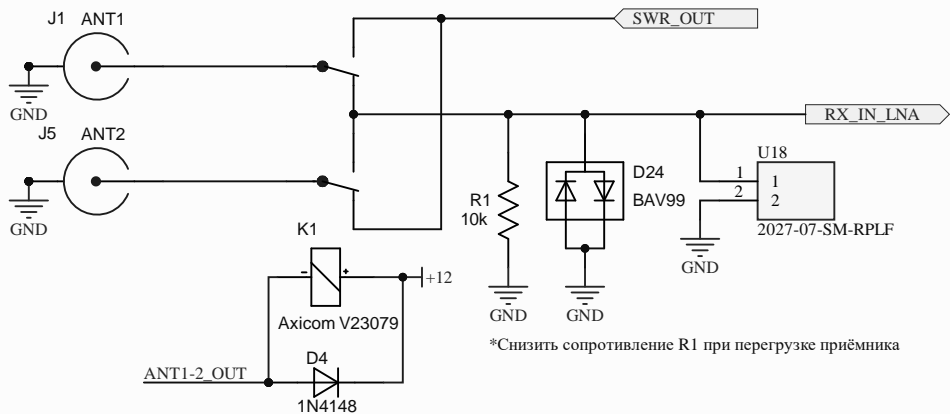 J1 ANT1
SWR_OUT
GND
RX_IN_LNA
J5 ANT2
U18
1 1
2 2
2027-07-SM-RPLF
R1
10k
D24
BAV99
GND
GND
K1
- +
+12
GND
GND
Axicom V23079
*Снизить сопротивление R1 при перегрузке приёмника
D4
ANT1-2_OUT
1N4148